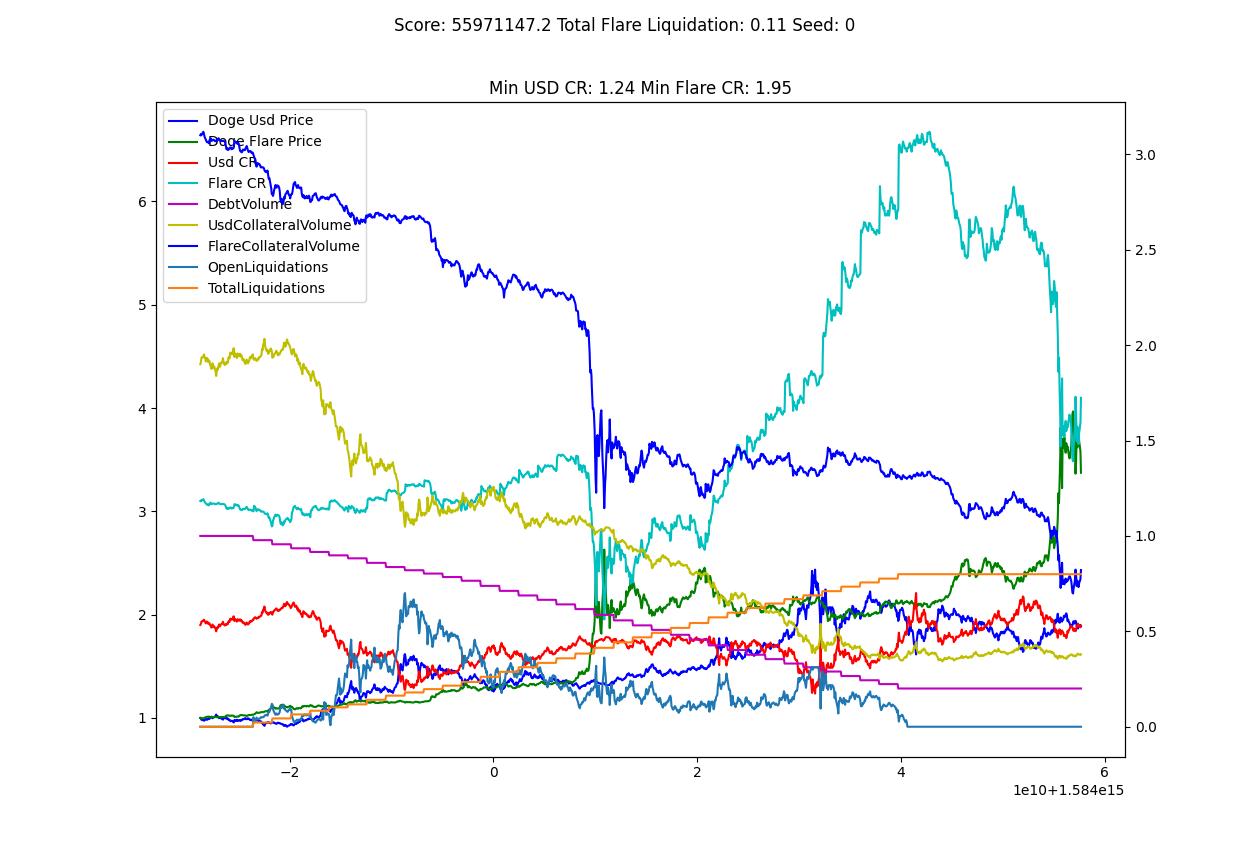 Score: 55971147.2 Total Flare Liquidation: 0.11 Seed: 0
Min USD CR: 1.24 Min Flare CR: 1.95
Doge Usd Price
Doge Flare Price
Usd CR
Flare CR
DebtVolume
UsdCollateralVolume
FlareCollateralVolume
OpenLiquidations
TotalLiquidations
6
5
4
3
2
1
3.0
2.5
2.0
1.5
1.0
0.5
0.0
−2
0
2
4
6
1e10+1.584e15